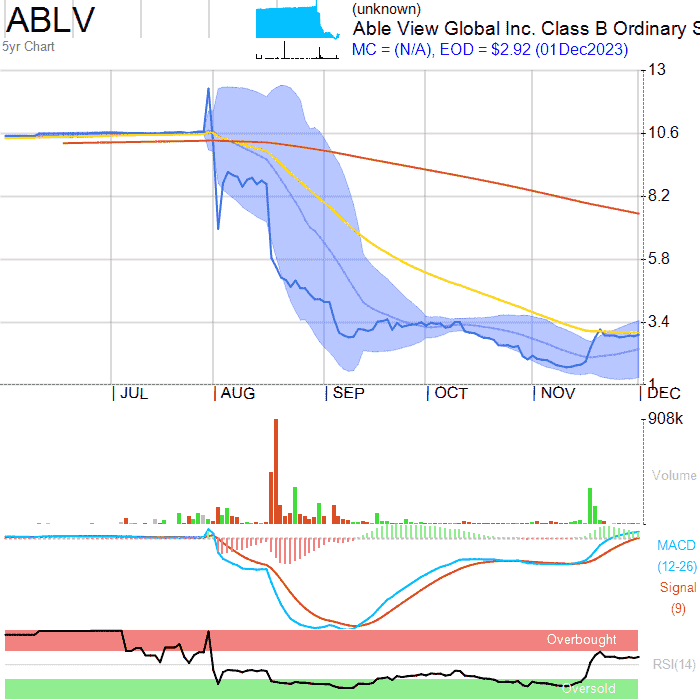 ABLV
5yr Chart
(unknown)
Able View Global Inc. Class B Ordinary S
MC = (N/A), EOD = $2.92 (01Dec2023)
13
10.6
8.2
5.8
3.4
1
JUL AUG SEP OCT NOV DEC
908k
Volume
MACD
(12-26)
Signal
(9)
Overbought
RSI(14)
Oversold